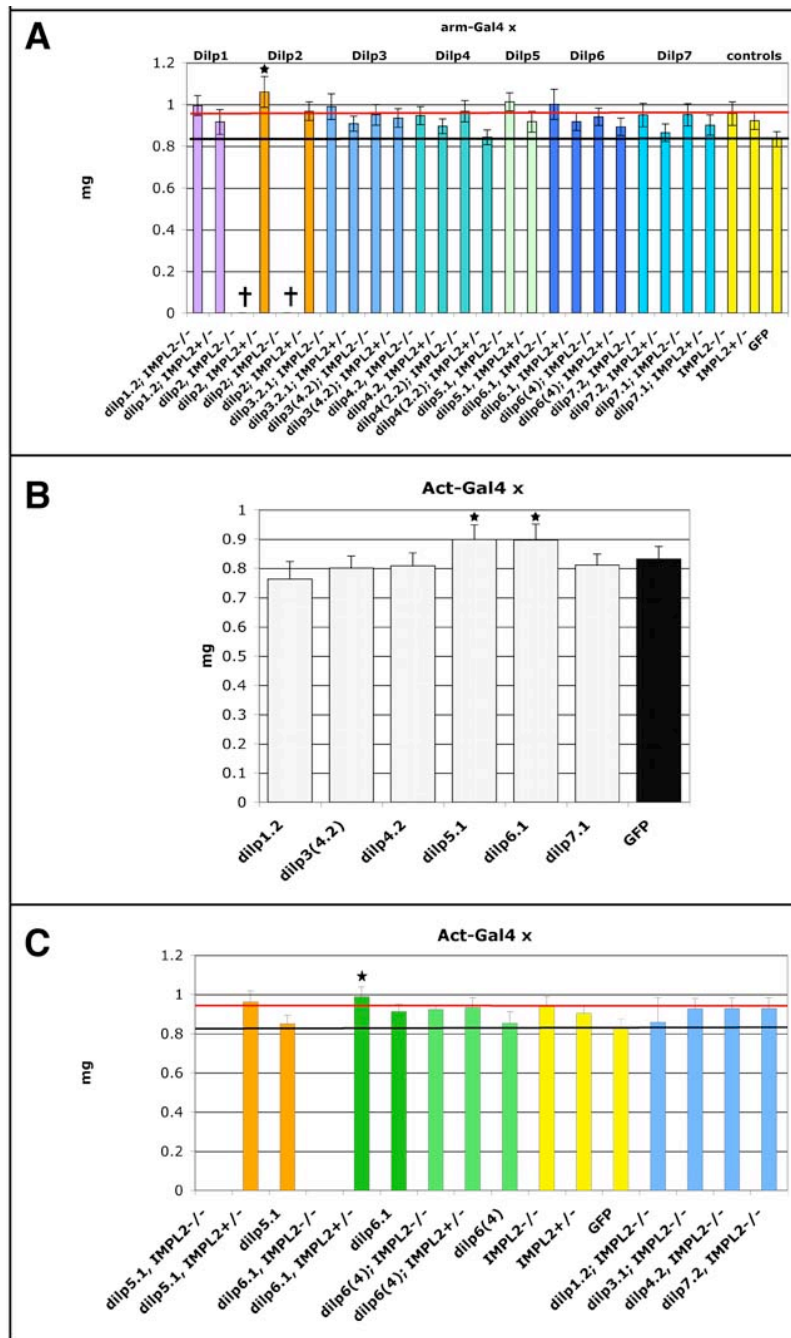 A
arm-Gal4 x
Dilp1 Dilp2 Dilp3 Dilp4 Dilp5 Dilp6 Dilp7 controls
1.2
1
0.8
0.6
0.4
0.2
0
mg
★
† †
dilp1.2; IMPL2-/-
dilp1.2; IMPL2+/-
dilp2, IMPL2-/-
dilp2, IMPL2+/-
dilp2; IMPL2-/-
dilp2; IMPL2+/-
dilp3.2.1; IMPL2-/-
dilp3.2.1; IMPL2+/-
dilp3(4.2); IMPL2-/-
dilp3(4.2); IMPL2+/-
dilp4.2, IMPL2-/-
dilp4.2, IMPL2+/-
dilp4(2.2); IMPL2-/-
dilp4(2.2); IMPL2+/-
dilp5.1, IMPL2-/-
dilp5.1, IMPL2+/-
dilp6.1, IMPL2-/-
dilp6.1, IMPL2+/-
dilp6(4); IMPL2-/-
dilp6(4); IMPL2+/-
dilp7.2, IMPL2-/-
dilp7.2, IMPL2+/-
dilp7.1; IMPL2-/-
dilp7.1; IMPL2+/-
IMPL2-/-
IMPL2+/-
GFP
B
Act-Gal4 x
1
0.9
0.8
0.7
0.6
0.5
0.4
0.3
0.2
0.1
0
mg
★ ★
dilp1.2
dilp3(4.2)
dilp4.2
dilp5.1
dilp6.1
dilp7.1
GFP
C
Act-Gal4 x
1.2
1
0.8
0.6
0.4
0.2
0
mg
★
dilp5.1, IMPL2-/-
dilp5.1, IMPL2+/-
dilp5.1
dilp6.1, IMPL2-/-
dilp6.1, IMPL2+/-
dilp6.1
dilp6(4); IMPL2-/-
dilp6(4); IMPL2+/-
dilp6(4)
IMPL2-/-
IMPL2+/-
GFP
dilp1.2; IMPL2-/-
dilp3.1; IMPL2-/-
dilp4.2, IMPL2-/-
dilp7.2, IMPL2-/-